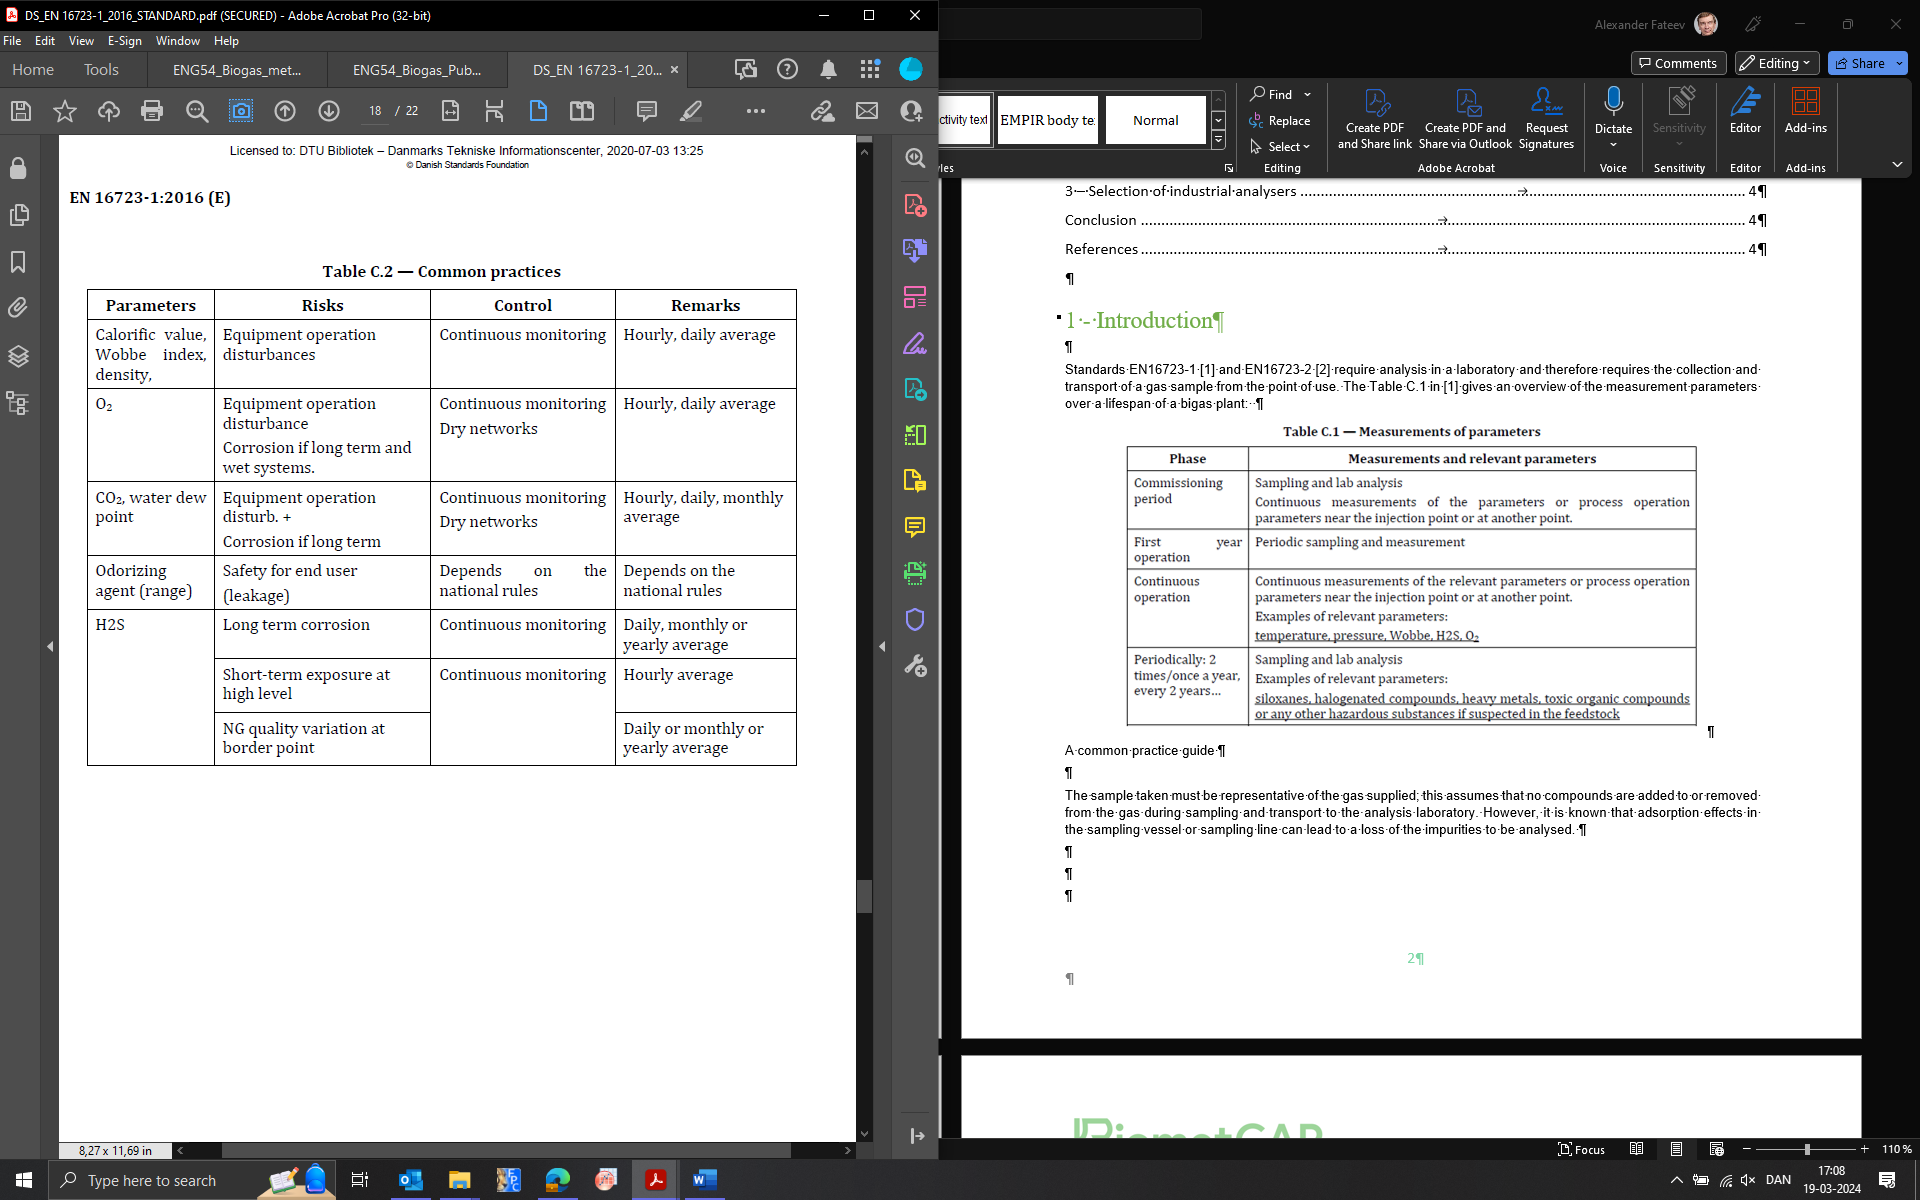 DS_EN 16723-1_2016_STANDARD.pdf (SECURED) - Adobe Acrobat Pro (32-bit)
File Edit View E-Sign Window Help
Home Tools ENG54_Biogas_met... ENG54_Biogas_Pub... DS_EN 16723-1_20... ×
18 / 22
Licensed to: DTU Bibliotek – Danmarks Tekniske Informationscenter, 2020-07-03 13:25
© Danish Standards Foundation
EN 16723-1:2016 (E)
Table C.2 — Common practices
Parameters Risks Control Remarks
Calorific value, Wobbe index, density,
Equipment operation disturbances
Continuous monitoring
Hourly, daily average
O₂
Equipment operation disturbance
Corrosion if long term and wet systems.
Continuous monitoring
Dry networks
Hourly, daily average
CO₂, water dew point
Equipment operation disturb. +
Corrosion if long term
Continuous monitoring
Dry networks
Hourly, daily, monthly average
Odorizing agent (range)
Safety for end user
(leakage)
Depends on the national rules
Depends on the national rules
H2S
Long term corrosion
Continuous monitoring
Daily, monthly or yearly average
Short-term exposure at high level
Continuous monitoring
Hourly average
NG quality variation at border point
Daily or monthly or yearly average
8,27 x 11,69 in
Alexander Fateev
Comments Editing Share
ctivity text EMPIR body te: Normal
Find
Replace
Select
Create PDF and Share link
Create PDF and Share via Outlook
Request Signatures
Dictate
Sensitivity
Editor
Add-ins
les Editing Adobe Acrobat Voice Sensitivity Editor Add-ins
3·–·Selection·of·industrial·analysers → 4¶
Conclusion → 4¶
References → 4¶
¶
1·-·Introduction¶
¶
Standards·EN16723-1·[1]·and·EN16723-2·[2]·require·analysis·in·a·laboratory·and·therefore·requires·the·collection·and·
transport·of·a·gas·sample·from·the·point·of·use.·The·Table·C.1·in·[1]·gives·an·overview·of·the·measurement·parameters·
over·a·lifespan·of·a·bigas·plant:··¶
Table C.1 — Measurements of parameters
Phase Measurements and relevant parameters
Commissioning period
Sampling and lab analysis
Continuous measurements of the parameters or process operation
parameters near the injection point or at another point.
First year operation
Periodic sampling and measurement
Continuous operation
Continuous measurements of the relevant parameters or process operation
parameters near the injection point or at another point.
Examples of relevant parameters:
temperature, pressure, Wobbe, H2S, O₂
Periodically: 2 times/once a year, every 2 years...
Sampling and lab analysis
Examples of relevant parameters:
siloxanes, halogenated compounds, heavy metals, toxic organic compounds
or any other hazardous substances if suspected in the feedstock
¶
A·common·practice·guide·¶
¶
The·sample·taken·must·be·representative·of·the·gas·supplied;·this·assumes·that·no·compounds·are·added·to·or·removed·
from·the·gas·during·sampling·and·transport·to·the·analysis·laboratory.·However,·it·is·known·that·adsorption·effects·in·
the·sampling·vessel·or·sampling·line·can·lead·to·a·loss·of·the·impurities·to·be·analysed.·¶
¶
¶
¶
2¶
¶
Focus 110 %
Type here to search
DAN
17:08
19-03-2024